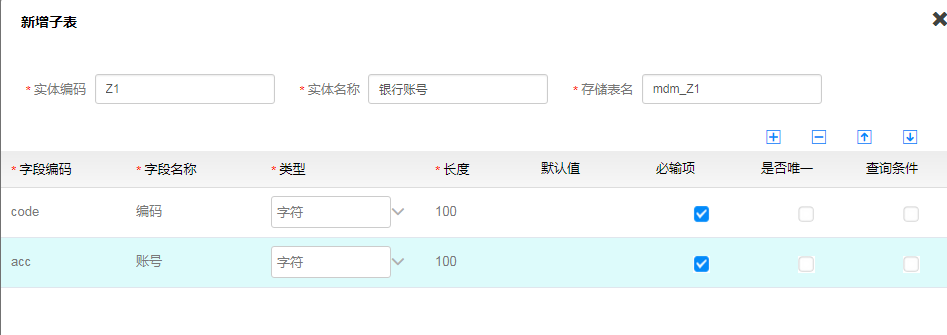 新增子表
* 实体编码 Z1 * 实体名称 银行账号 * 存储表名 mdm_Z1
* 字段编码 * 字段名称 * 类型 * 长度 默认值 必输项 是否唯一 查询条件
code 编码 字符 100
acc 账号 字符 100